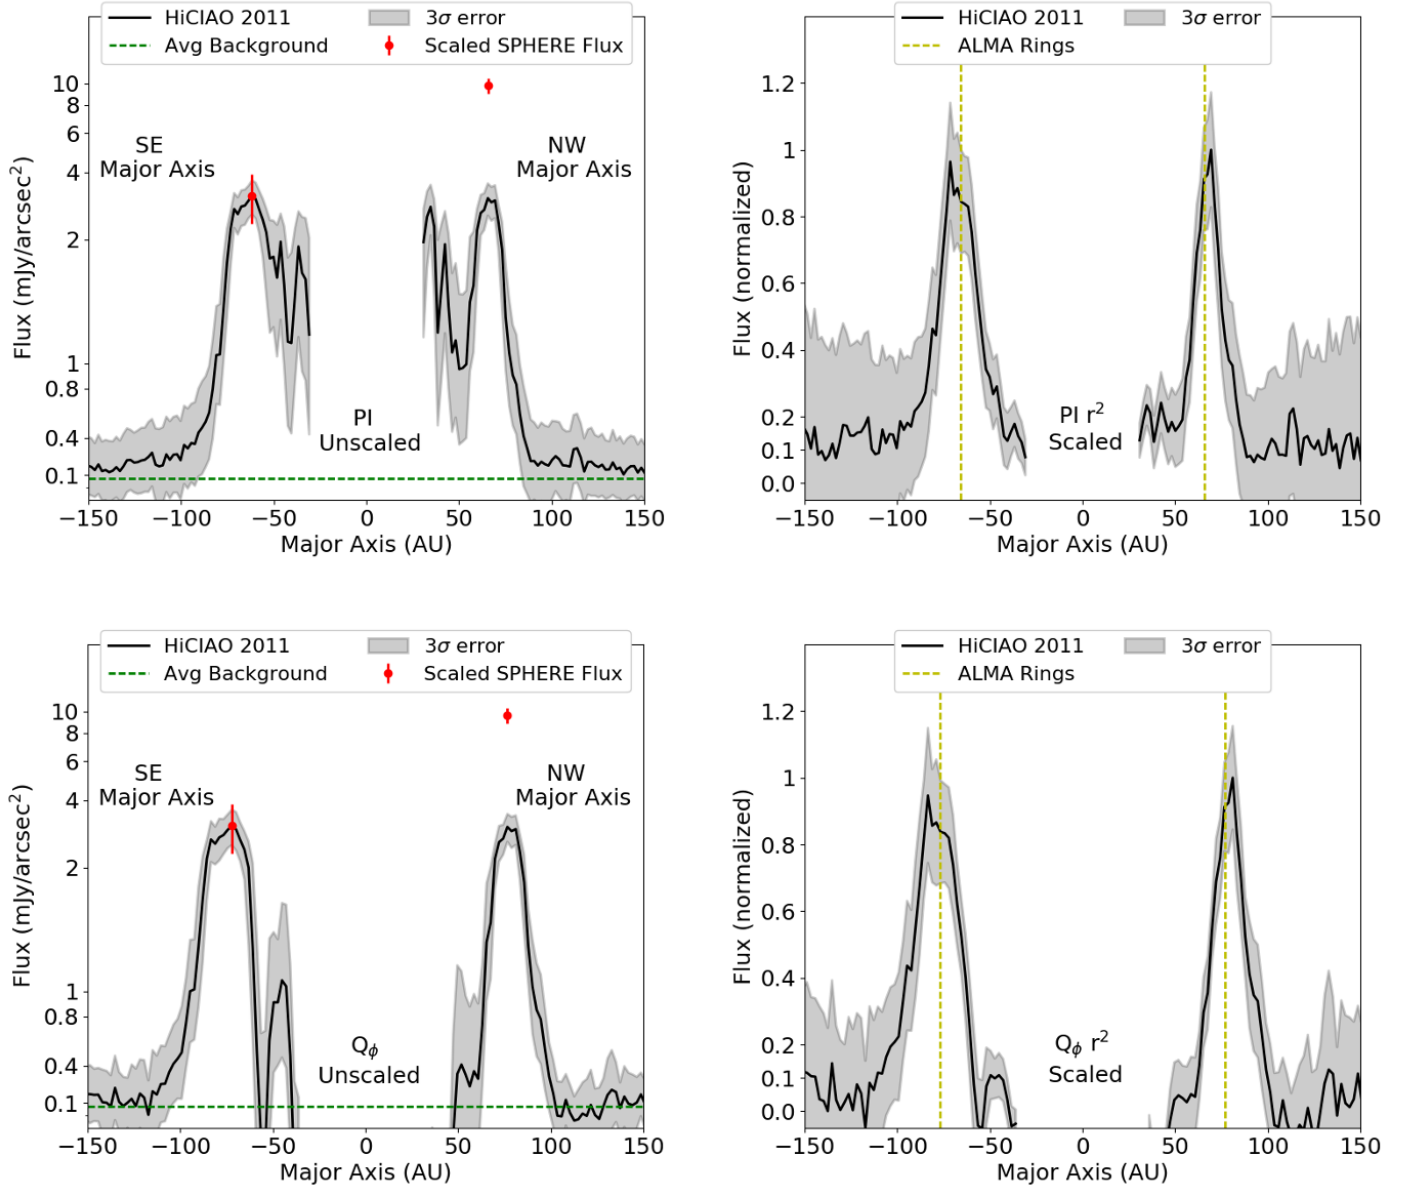 HiCIAO 2011
3σ error
Avg Background
Scaled SPHERE Flux
10
8
6
4
2
1
0.8
0.4
0.1
Flux (mJy/arcsec²)
SE
Major Axis
NW
Major Axis
PI
Unscaled
−150 −100 −50 0 50 100 150
Major Axis (AU)
HiCIAO 2011
3σ error
ALMA Rings
1.2
1
0.8
0.6
0.4
0.2
0.1
0.0
Flux (normalized)
PI r²
Scaled
−150 −100 −50 0 50 100 150
Major Axis (AU)
HiCIAO 2011
3σ error
Avg Background
Scaled SPHERE Flux
10
8
6
4
2
1
0.8
0.4
0.1
Flux (mJy/arcsec²)
SE
Major Axis
NW
Major Axis
Qϕ
Unscaled
−150 −100 −50 0 50 100 150
Major Axis (AU)
HiCIAO 2011
3σ error
ALMA Rings
1.2
1
0.8
0.6
0.4
0.2
0.1
0.0
Flux (normalized)
Qϕ r²
Scaled
−150 −100 −50 0 50 100 150
Major Axis (AU)